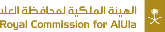 الهيئة الملكية لمحافظة العلا
Royal Commission for AlUla